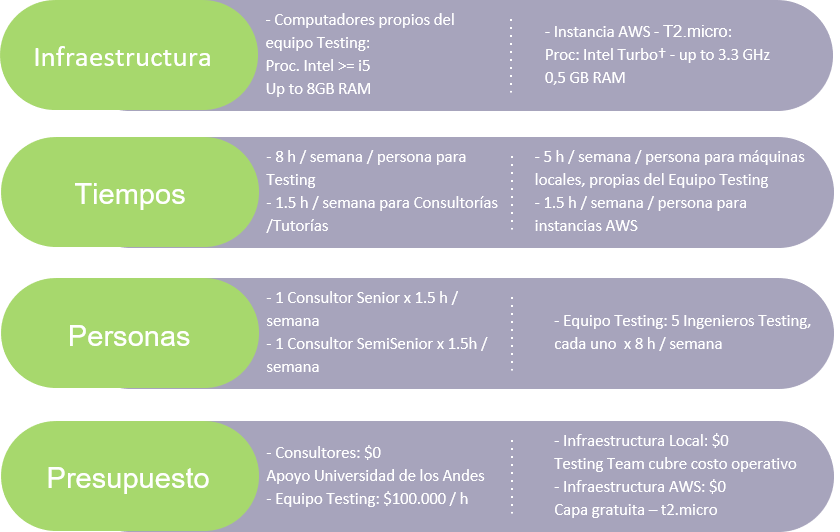 Infraestructura
- Computadores propios del
equipo Testing:
Proc. Intel >= i5
Up to 8GB RAM
- Instancia AWS - T2.micro:
Proc: Intel Turbo† - up to 3.3 GHz
0,5 GB RAM
Tiempos
- 8 h / semana / persona para
Testing
- 1.5 h / semana para Consultorías
/Tutorías
- 5 h / semana / persona para máquinas
locales, propias del Equipo Testing
- 1.5 h / semana / persona para
instancias AWS
Personas
- 1 Consultor Senior x 1.5 h /
semana
- 1 Consultor SemiSenior x 1.5h /
semana
- Equipo Testing: 5 Ingenieros Testing,
cada uno  x 8 h / semana
Presupuesto
- Consultores: $0
Apoyo Universidad de los Andes
- Equipo Testing: $100.000 / h
- Infraestructura Local: $0
Testing Team cubre costo operativo
- Infraestructura AWS: $0
Capa gratuita – t2.micro